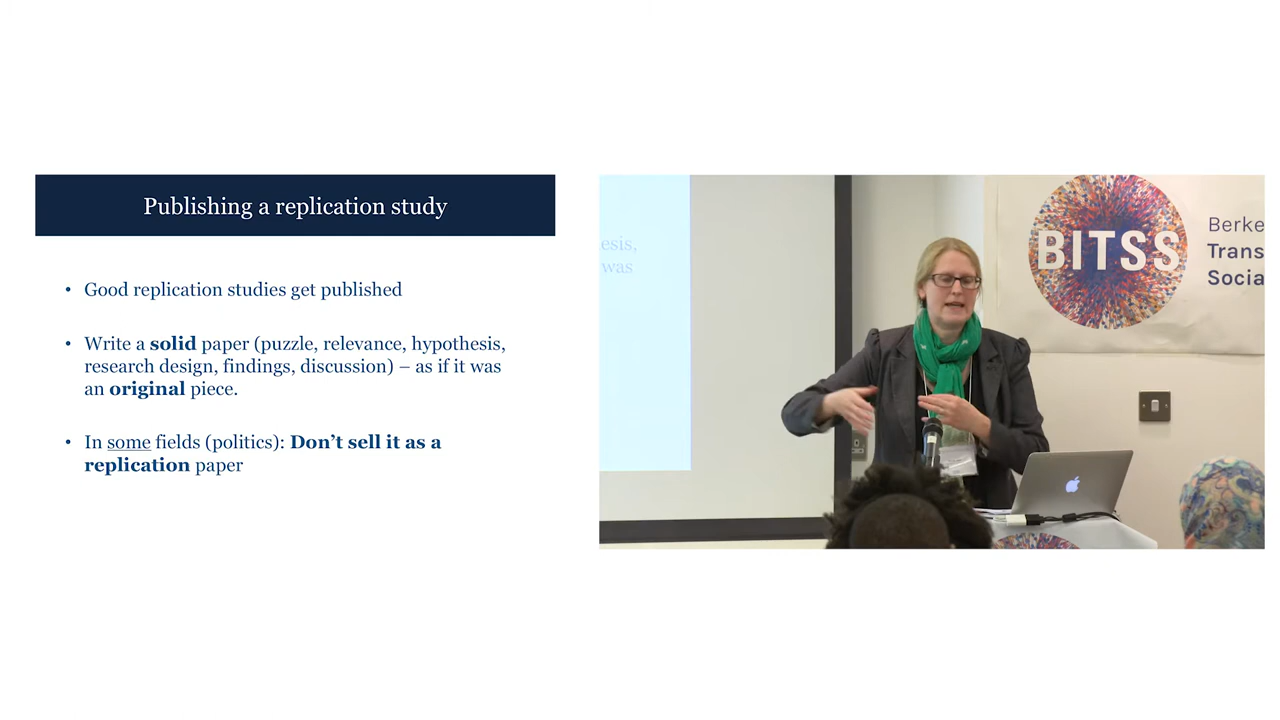 Publishing a replication study
• Good replication studies get published
• Write a solid paper (puzzle, relevance, hypothesis,
research design, findings, discussion) – as if it was
an original piece.
• In some fields (politics): Don't sell it as a
replication paper
esis,
was
BITSS
Berke
Trans
Socia